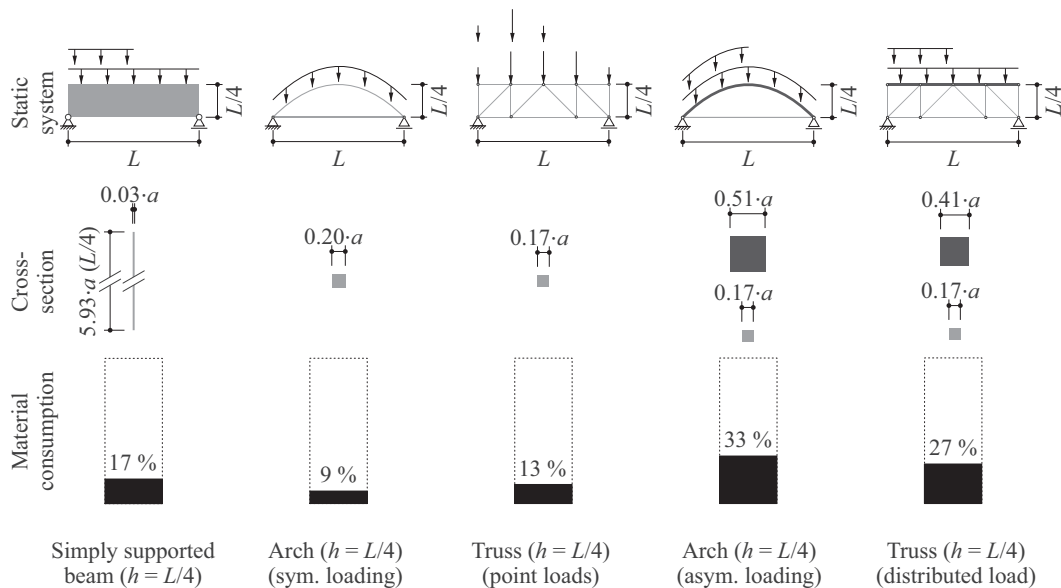 Static
system
L/4
L
L/4
L
L/4
L
L/4
L
L/4
L
Cross-
section
0.03·a
5.93·a (L/4)
0.20·a
0.17·a
0.51·a
0.17·a
0.41·a
0.17·a
Material
consumption
17 %
9 %
13 %
33 %
27 %
Simply supported
beam (h = L/4)
Arch (h = L/4)
(sym. loading)
Truss (h = L/4)
(point loads)
Arch (h = L/4)
(asym. loading)
Truss (h = L/4)
(distributed load)